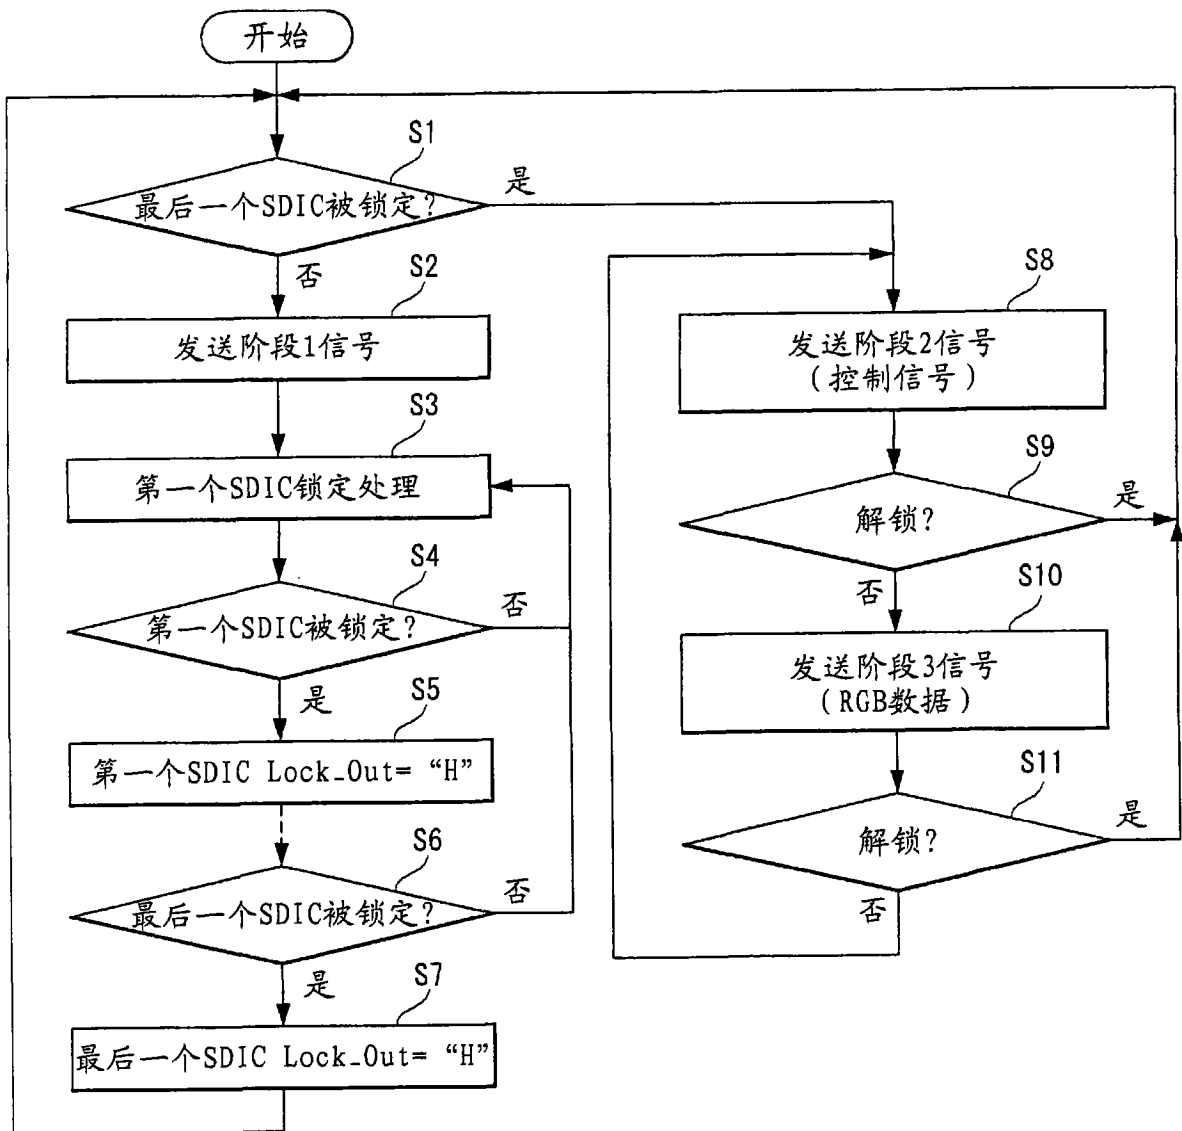 开始
S1
最后一个SDIC被锁定?
是
否
S2
发送阶段1信号
S3
第一个SDIC锁定处理
S4
第一个SDIC被锁定?
否
是
S5
第一个SDIC Lock_Out= “H”
S6
最后一个SDIC被锁定?
否
是
S7
最后一个SDIC Lock_Out= “H”
S8
发送阶段2信号
(控制信号)
S9
解锁?
是
否
S10
发送阶段3信号
(RGB数据)
S11
解锁?
是
否